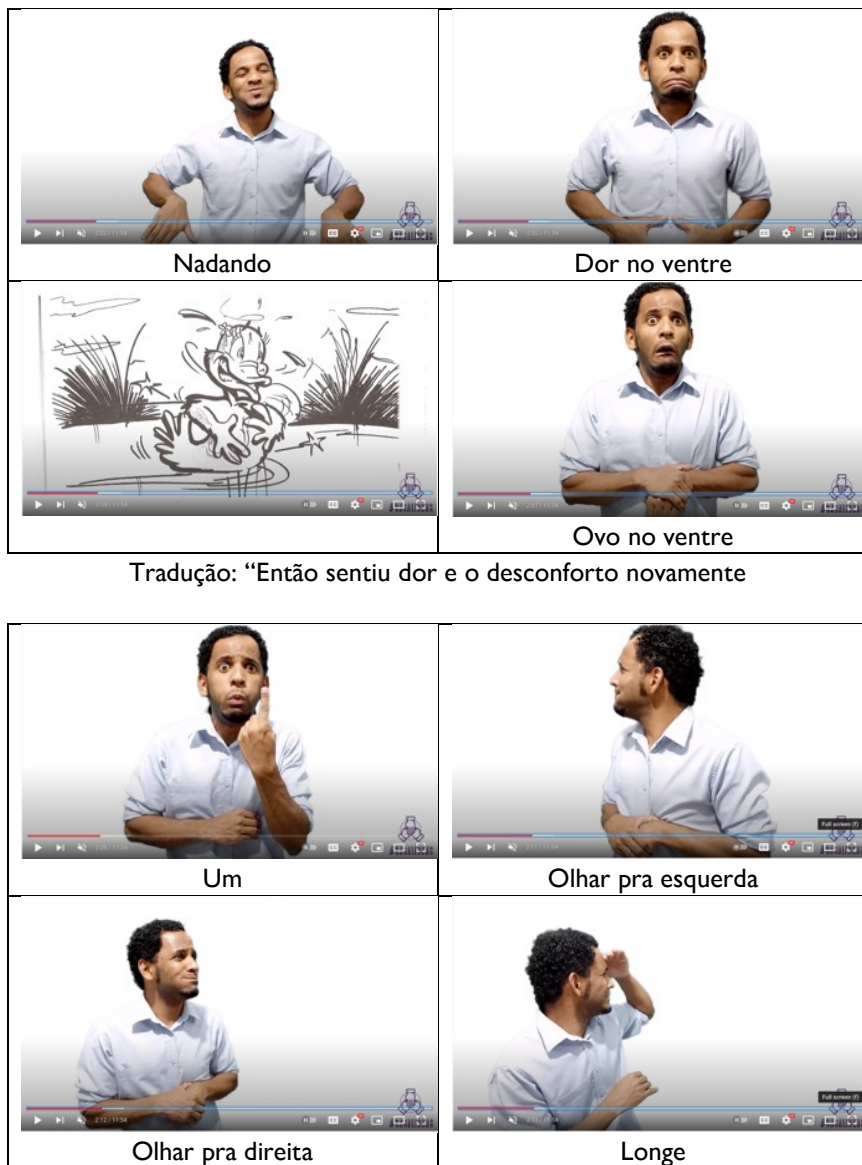 Nadando
Dor no ventre
Ovo no ventre
Tradução: “Então sentiu dor e o desconforto novamente
Um
Olhar pra esquerda
Olhar pra direita
Longe